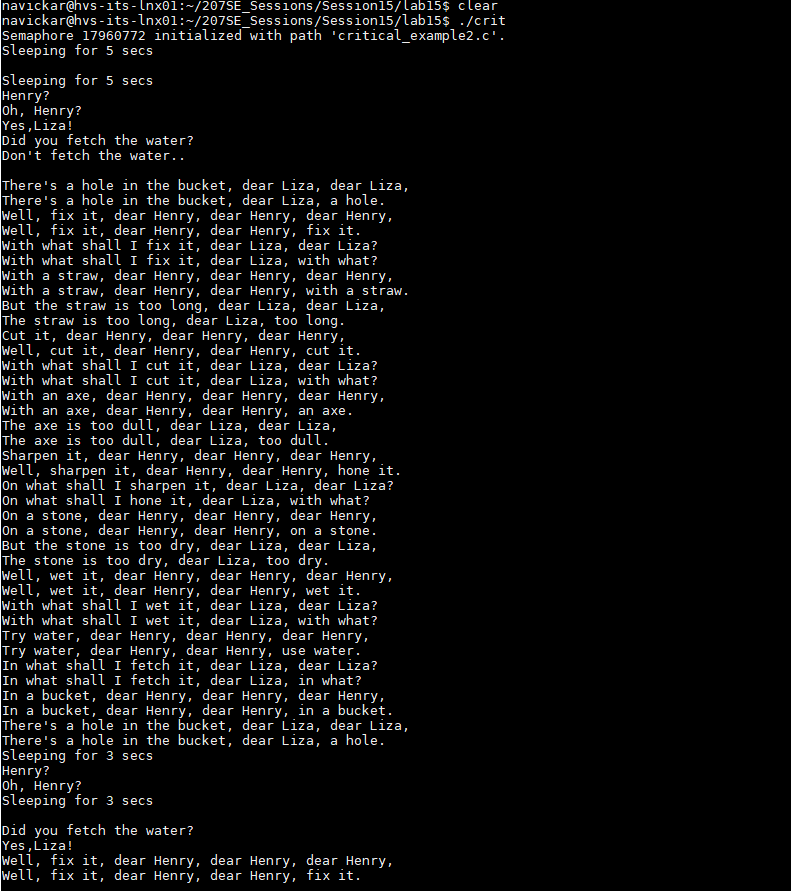 navickar@hvs-its-lnx01:~/207SE_Sessions/Session15/lab15$ clear
navickar@hvs-its-lnx01:~/207SE_Sessions/Session15/lab15$ ./crit
Semaphore 17960772 initialized with path 'critical_example2.c'.
Sleeping for 5 secs
Sleeping for 5 secs
Henry?
Oh, Henry?
Yes,Liza!
Did you fetch the water?
Don't fetch the water..
There's a hole in the bucket, dear Liza, dear Liza,
There's a hole in the bucket, dear Liza, a hole.
Well, fix it, dear Henry, dear Henry, dear Henry,
Well, fix it, dear Henry, dear Henry, fix it.
With what shall I fix it, dear Liza, dear Liza?
With what shall I fix it, dear Liza, with what?
With a straw, dear Henry, dear Henry, dear Henry,
With a straw, dear Henry, dear Henry, with a straw.
But the straw is too long, dear Liza, dear Liza,
The straw is too long, dear Liza, too long.
Cut it, dear Henry, dear Henry, dear Henry,
Well, cut it, dear Henry, dear Henry, cut it.
With what shall I cut it, dear Liza, dear Liza?
With what shall I cut it, dear Liza, with what?
With an axe, dear Henry, dear Henry, dear Henry,
With an axe, dear Henry, dear Henry, an axe.
The axe is too dull, dear Liza, dear Liza,
The axe is too dull, dear Liza, too dull.
Sharpen it, dear Henry, dear Henry, dear Henry,
Well, sharpen it, dear Henry, dear Henry, hone it.
On what shall I sharpen it, dear Liza, dear Liza?
On what shall I hone it, dear Liza, with what?
On a stone, dear Henry, dear Henry, dear Henry,
On a stone, dear Henry, dear Henry, on a stone.
But the stone is too dry, dear Liza, dear Liza,
The stone is too dry, dear Liza, too dry.
Well, wet it, dear Henry, dear Henry, dear Henry,
Well, wet it, dear Henry, dear Henry, wet it.
With what shall I wet it, dear Liza, dear Liza?
With what shall I wet it, dear Liza, with what?
Try water, dear Henry, dear Henry, dear Henry,
Try water, dear Henry, dear Henry, use water.
In what shall I fetch it, dear Liza, dear Liza?
In what shall I fetch it, dear Liza, in what?
In a bucket, dear Henry, dear Henry, dear Henry,
In a bucket, dear Henry, dear Henry, in a bucket.
There's a hole in the bucket, dear Liza, dear Liza,
There's a hole in the bucket, dear Liza, a hole.
Sleeping for 3 secs
Henry?
Oh, Henry?
Sleeping for 3 secs
Did you fetch the water?
Yes,Liza!
Well, fix it, dear Henry, dear Henry, dear Henry,
Well, fix it, dear Henry, dear Henry, fix it.